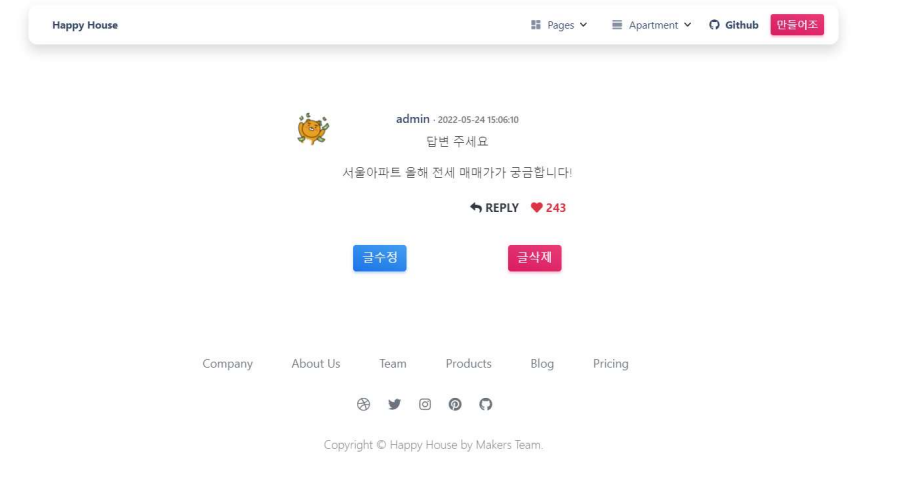 Happy House Pages Apartment Github 만들어조
admin · 2022-05-24 15:06:10
답변 주세요
서울아파트 올해 전세 매매가가 궁금합니다!
REPLY 243
글수정 글삭제
Company About Us Team Products Blog Pricing
Copyright © Happy House by Makers Team.